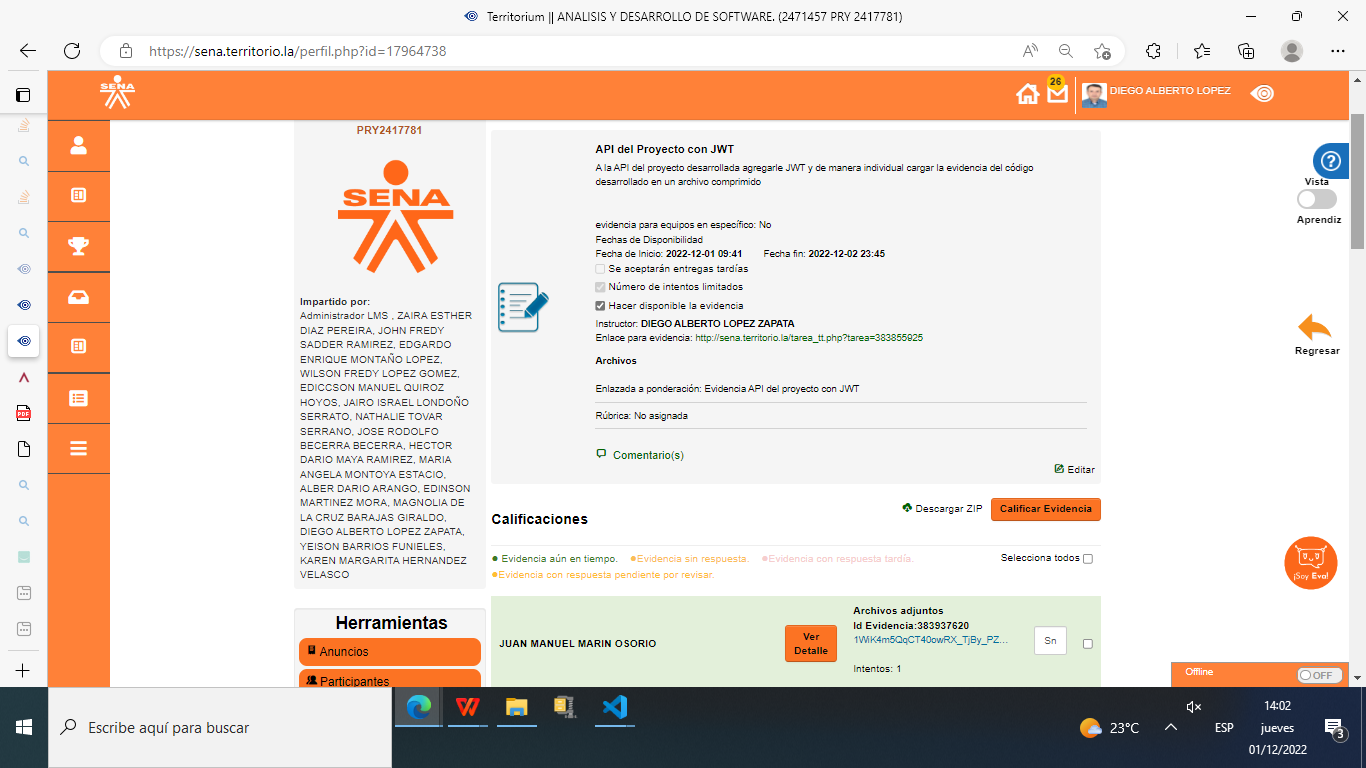 Territorium || ANALISIS Y DESARROLLO DE SOFTWARE. (2471457 PRY 2417781)
https://sena.territorio.la/perfil.php?id=17964738
SENA
26
DIEGO ALBERTO LOPEZ
PRY2417781
SENA
Impartido por:
Administrador LMS , ZAIRA ESTHER
DIAZ PEREIRA, JOHN FREDY
SADDER RAMIREZ, EDGARDO
ENRIQUE MONTAÑO LOPEZ,
WILSON FREDY LOPEZ GOMEZ,
EDICCSON MANUEL QUIROZ
HOYOS, JAIRO ISRAEL LONDOÑO
SERRATO, NATHALIE TOVAR
SERRANO, JOSE RODOLFO
BECERRA BECERRA, HECTOR
DARIO MAYA RAMIREZ, MARIA
ANGELA MONTOYA ESTACIO,
ALBER DARIO ARANGO, EDINSON
MARTINEZ MORA, MAGNOLIA DE
LA CRUZ BARAJAS GIRALDO,
DIEGO ALBERTO LOPEZ ZAPATA,
YEISON BARRIOS FUNIELES,
KAREN MARGARITA HERNANDEZ
VELASCO
Herramientas
Anuncios
Participantes
API del Proyecto con JWT
A la API del proyecto desarrollada agregarle JWT y de manera individual cargar la evidencia del código
desarrollado en un archivo comprimido
evidencia para equipos en específico: No
Fechas de Disponibilidad
Fecha de Inicio: 2022-12-01 09:41 Fecha fin: 2022-12-02 23:45
Se aceptarán entregas tardías
Número de intentos limitados
Hacer disponible la evidencia
Instructor: DIEGO ALBERTO LOPEZ ZAPATA
Enlace para evidencia: http://sena.territorio.la/tarea_tt.php?tarea=383855925
Archivos
Enlazada a ponderación: Evidencia API del proyecto con JWT
Rúbrica: No asignada
Comentario(s)
Editar
Calificaciones
Descargar ZIP
Calificar Evidencia
Evidencia aún en tiempo. Evidencia sin respuesta. Evidencia con respuesta tardía.
Evidencia con respuesta pendiente por revisar.
Selecciona todos
JUAN MANUEL MARIN OSORIO
Ver
Detalle
Archivos adjuntos
Id Evidencia:383937620
1WiK4m5QqCT40owRX_TjBy_PZ...
Intentos: 1
Sn
?
Vista
Aprendiz
Regresar
¡Soy Eva!
Offline
OFF
PDF
Escribe aquí para buscar
23°C
ESP
14:02
jueves
01/12/2022
3